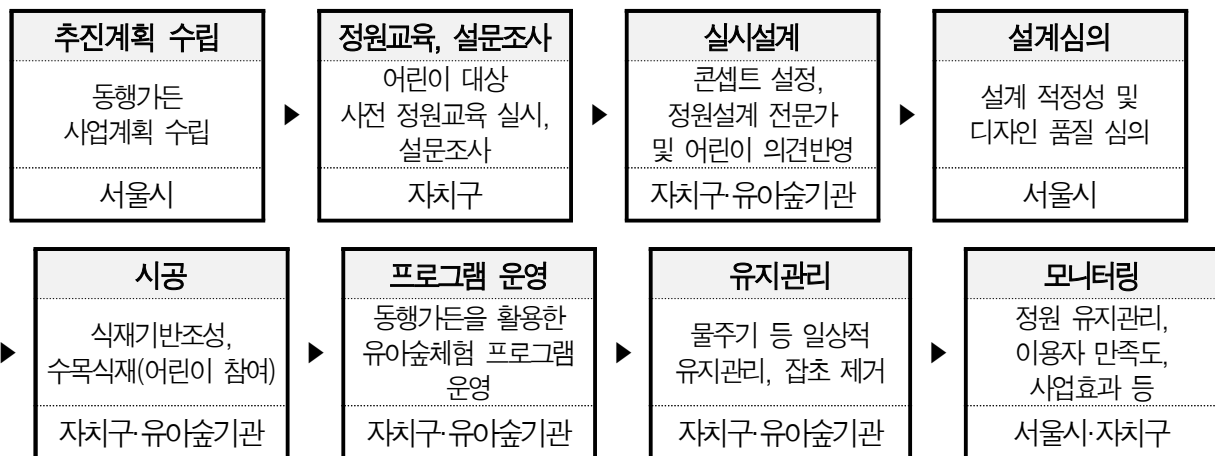 추진계획 수립
동행가든
사업계획 수립
서울시
▶
정원교육, 설문조사
어린이 대상
사전 정원교육 실시,
설문조사
자치구
▶
실시설계
콘셉트 설정,
정원설계 전문가
및 어린이 의견반영
자치구·유아숲기관
▶
설계심의
설계 적정성 및
디자인 품질 심의
서울시
▶
시공
식재기반조성,
수목식재(어린이 참여)
자치구·유아숲기관
▶
프로그램 운영
동행가든을 활용한
유아숲체험 프로그램
운영
자치구·유아숲기관
▶
유지관리
물주기 등 일상적
유지관리, 잡초 제거
자치구·유아숲기관
▶
모니터링
정원 유지관리,
이용자 만족도,
사업효과 등
서울시·자치구